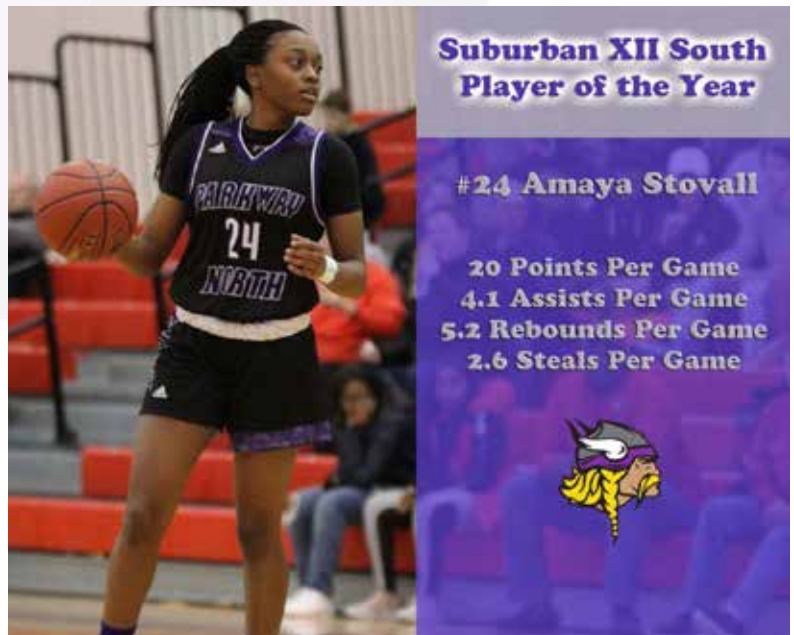 Suburban XII South
Player of the Year
#24 Amaya Stovall
20 Points Per Game
4.1 Assists Per Game
5.2 Rebounds Per Game
2.6 Steals Per Game
PARKWAY
24
NORTH